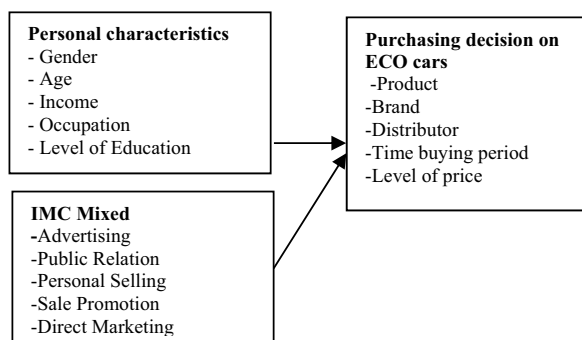 Personal characteristics
- Gender
- Age
- Income
- Occupation
- Level of Education
IMC Mixed
-Advertising
-Public Relation
-Personal Selling
-Sale Promotion
-Direct Marketing
Purchasing decision on
ECO cars
-Product
-Brand
-Distributor
-Time buying period
-Level of price